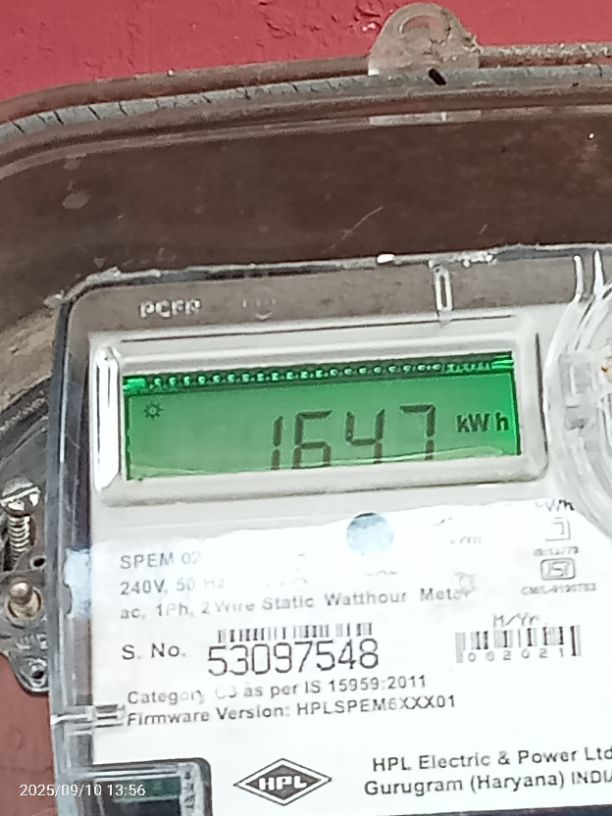 1647 kWh
kWh
SPEM 02
240V, 50 Hz
ac, 1Ph, 2 Wire Static Watthour Meter
M/Yr.
S. No. 53097548
062021
Category C3 as per IS 15959:2011
Firmware Version: HPLSPEM6XXX01
HPL
HPL Electric & Power Ltd
Gurugram (Haryana) INDIA
2025/09/10 13:56